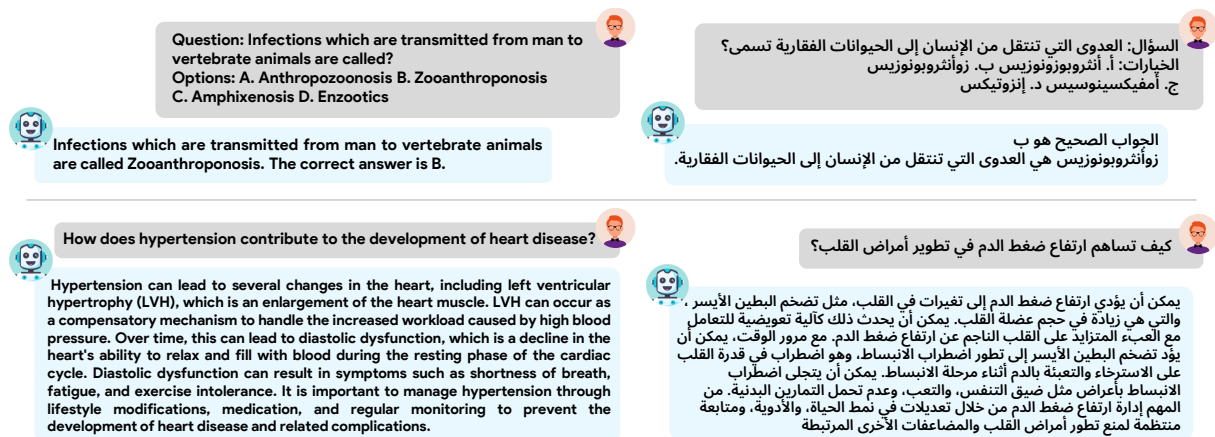 Question: Infections which are transmitted from man to
vertebrate animals are called?
Options: A. Anthropozoonosis B. Zooanthroponosis
C. Amphixenosis D. Enzootics
Infections which are transmitted from man to vertebrate animals
are called Zooanthroponosis. The correct answer is B.
السؤال: العدوى التي تنتقل من الإنسان إلى الحيوانات الفقارية تسمى؟
الخيارات: أ. أنثروبوزونوزيس ب. زوأنثروبونوزيس
ج. أمفيكسينوسيس د. إنزوتيكس
الجواب الصحيح هو ب
زوأنثروبونوزيس هي العدوى التي تنتقل من الإنسان إلى الحيوانات الفقارية.
How does hypertension contribute to the development of heart disease?
Hypertension can lead to several changes in the heart, including left ventricular
hypertrophy (LVH), which is an enlargement of the heart muscle. LVH can occur as
a compensatory mechanism to handle the increased workload caused by high blood
pressure. Over time, this can lead to diastolic dysfunction, which is a decline in the
heart's ability to relax and fill with blood during the resting phase of the cardiac
cycle. Diastolic dysfunction can result in symptoms such as shortness of breath,
fatigue, and exercise intolerance. It is important to manage hypertension through
lifestyle modifications, medication, and regular monitoring to prevent the
development of heart disease and related complications.
كيف تساهم ارتفاع ضغط الدم في تطوير أمراض القلب؟
يمكن أن يؤدي ارتفاع ضغط الدم إلى تغيرات في القلب، مثل تضخم البطين الأيسر ،
والتي هي زيادة في حجم عضلة القلب. يمكن أن يحدث ذلك كآلية تعويضية للتعامل
مع العبء المتزايد على القلب الناجم عن ارتفاع ضغط الدم. مع مرور الوقت، يمكن أن
يؤد تضخم البطين الأيسر إلى تطور اضطراب الانبساط، وهو اضطراب في قدرة القلب
على الاسترخاء والتعبئة بالدم أثناء مرحلة الانبساط. يمكن أن يتجلى اضطراب
الانبساط بأعراض مثل ضيق التنفس، والتعب، وعدم تحمل التمارين البدنية. من
المهم إدارة ارتفاع ضغط الدم من خلال تعديلات في نمط الحياة، والأدوية، ومتابعة
منتظمة لمنع تطور أمراض القلب والمضاعفات الأخرى المرتبطة